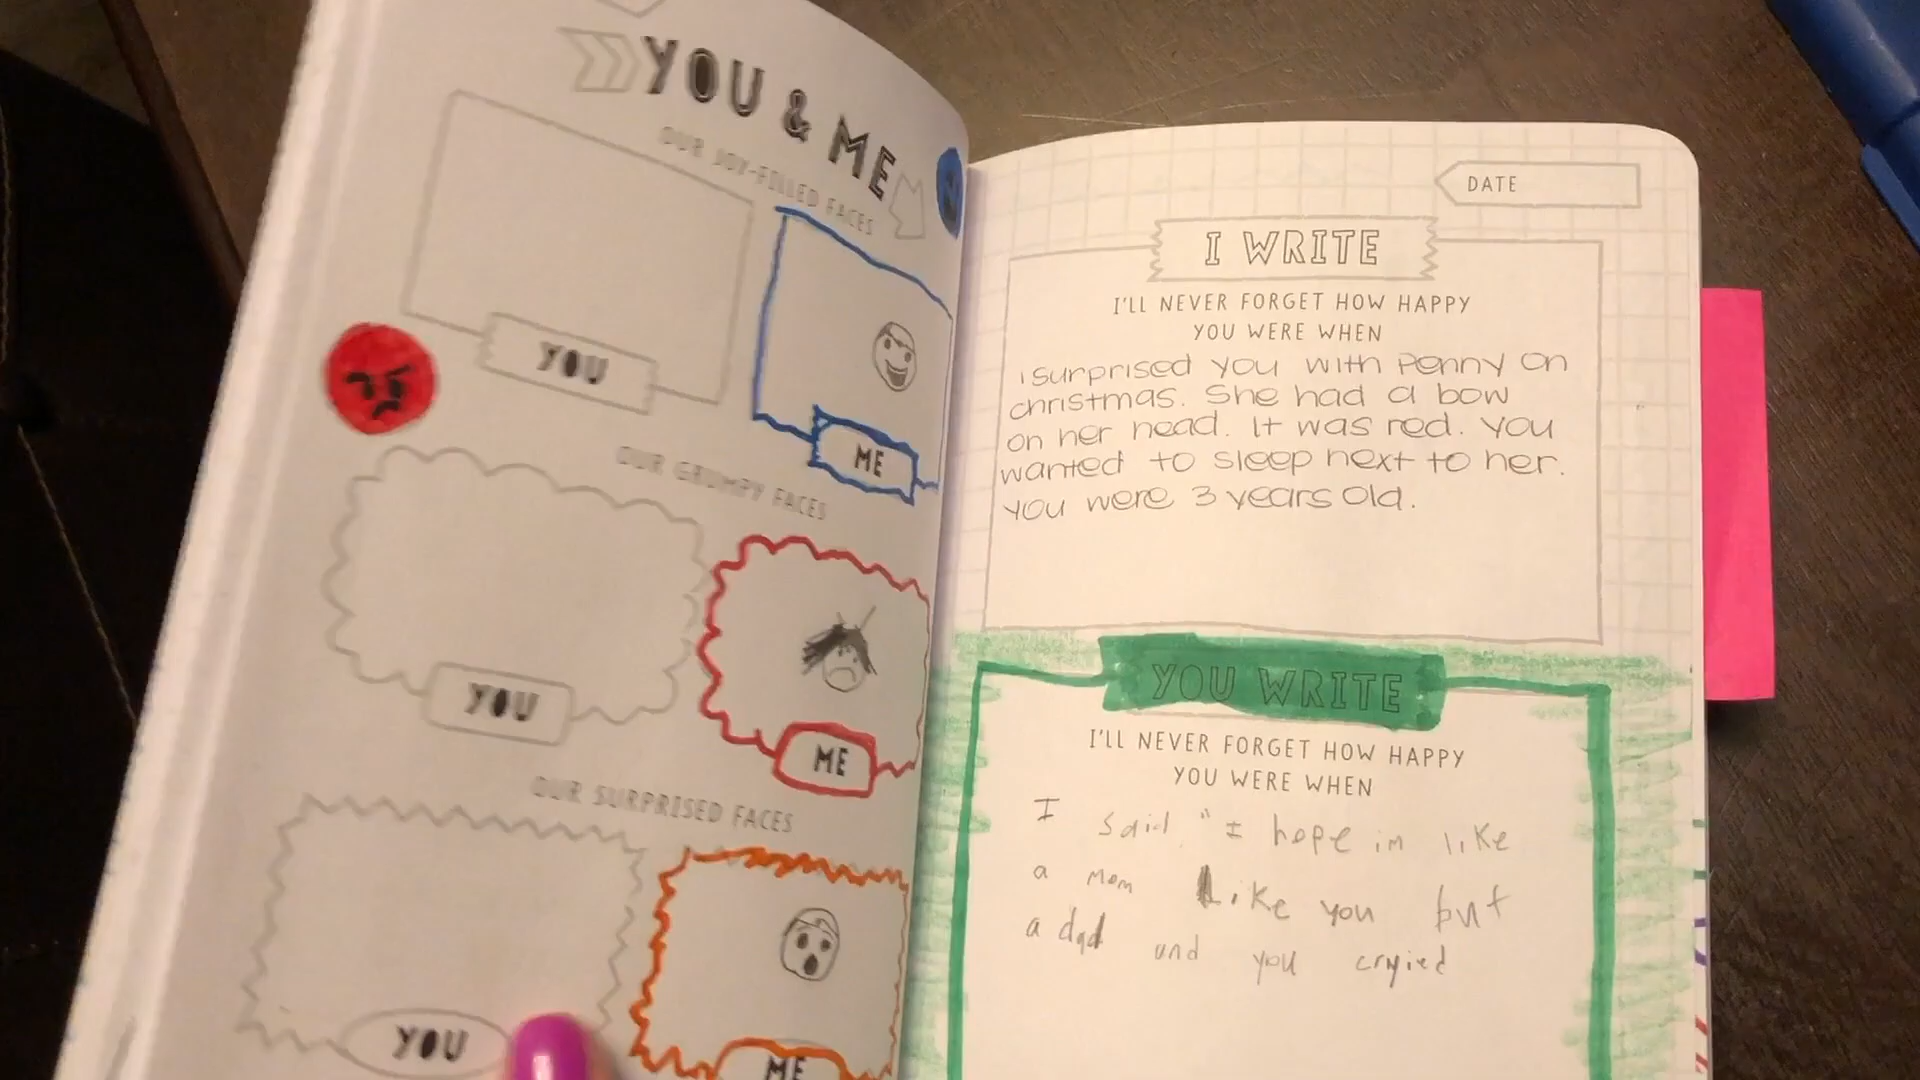 YOU & ME
OUR JOY-FILLED FACES
YOU
ME
OUR GRUMPY FACES
YOU
ME
OUR SURPRISED FACES
YOU
ME
DATE
I WRITE
I'LL NEVER FORGET HOW HAPPY
YOU WERE WHEN
I surprised you with Penny on
christmas. She had a bow
on her head. It was red. You
wanted to sleep next to her.
You were 3 years old.
YOU WRITE
I'LL NEVER FORGET HOW HAPPY
YOU WERE WHEN
I said "I hope im like
a mom Like you but
a dad and you cryied